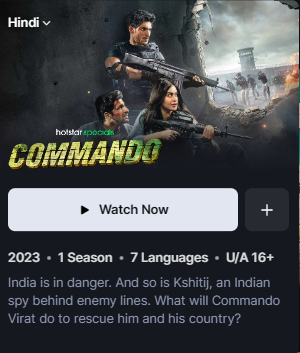 Hindi
hotstar specials
COMMANDO
Watch Now
2023 • 1 Season • 7 Languages • U/A 16+
India is in danger. And so is Kshitij, an Indian
spy behind enemy lines. What will Commando
Virat do to rescue him and his country?